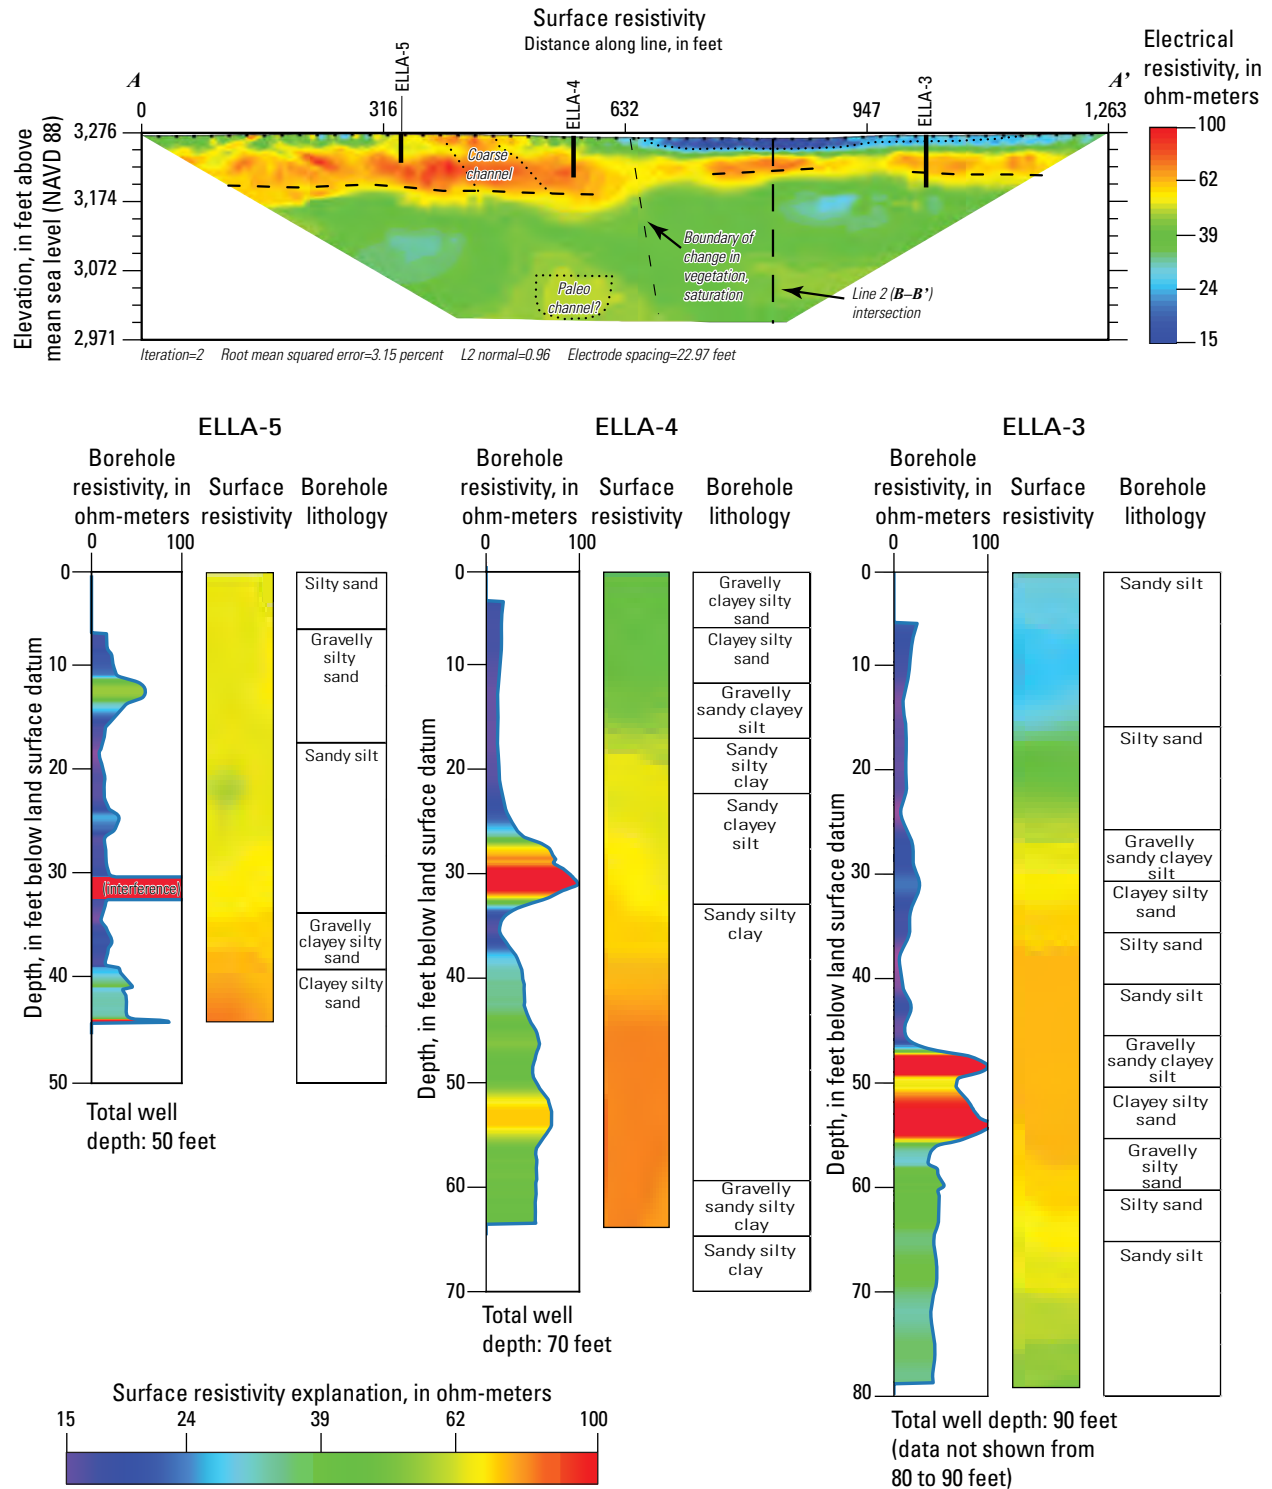 Surface resistivity
Distance along line, in feet
Electrical
resistivity, in
ohm-meters
A
A’
ELLA-5
ELLA-4
ELLA-3
0
316
632
947
1,263
Elevation, in feet above
mean sea level (NAVD 88)
3,276
3,174
3,072
2,971
Coarse
channel
Paleo
channel?
Boundary of
change in
vegetation,
saturation
Line 2 (B–B’)
intersection
100
62
39
24
15
Iteration=2 Root mean squared error=3.15 percent L2 normal=0.96 Electrode spacing=22.97 feet
ELLA-5
Borehole
resistivity, in
ohm-meters
Surface
resistivity
Borehole
lithology
0 100
Depth, in feet below land surface datum
0
10
20
30
40
50
(interference)
Silty sand
Gravelly
silty
sand
Sandy silt
Gravelly
clayey silty
sand
Clayey silty
sand
Total well
depth: 50 feet
ELLA-4
Borehole
resistivity, in
ohm-meters
Surface
resistivity
Borehole
lithology
0 100
Depth, in feet below land surface datum
0
10
20
30
40
50
60
70
Gravelly
clayey silty
sand
Clayey silty
sand
Gravelly
sandy clayey
silt
Sandy
silty
clay
Sandy
clayey
silt
Sandy silty
clay
Gravelly
sandy silty
clay
Sandy silty
clay
Total well
depth: 70 feet
ELLA-3
Borehole
resistivity, in
ohm-meters
Surface
resistivity
Borehole
lithology
0 100
Depth, in feet below land surface datum
0
10
20
30
40
50
60
70
80
Sandy silt
Silty sand
Gravelly
sandy clayey
silt
Clayey silty
sand
Silty sand
Sandy silt
Gravelly
sandy clayey
silt
Clayey silty
sand
Gravelly
silty
sand
Silty sand
Sandy silt
Total well depth: 90 feet
(data not shown from
80 to 90 feet)
Surface resistivity explanation, in ohm-meters
15 24 39 62 100